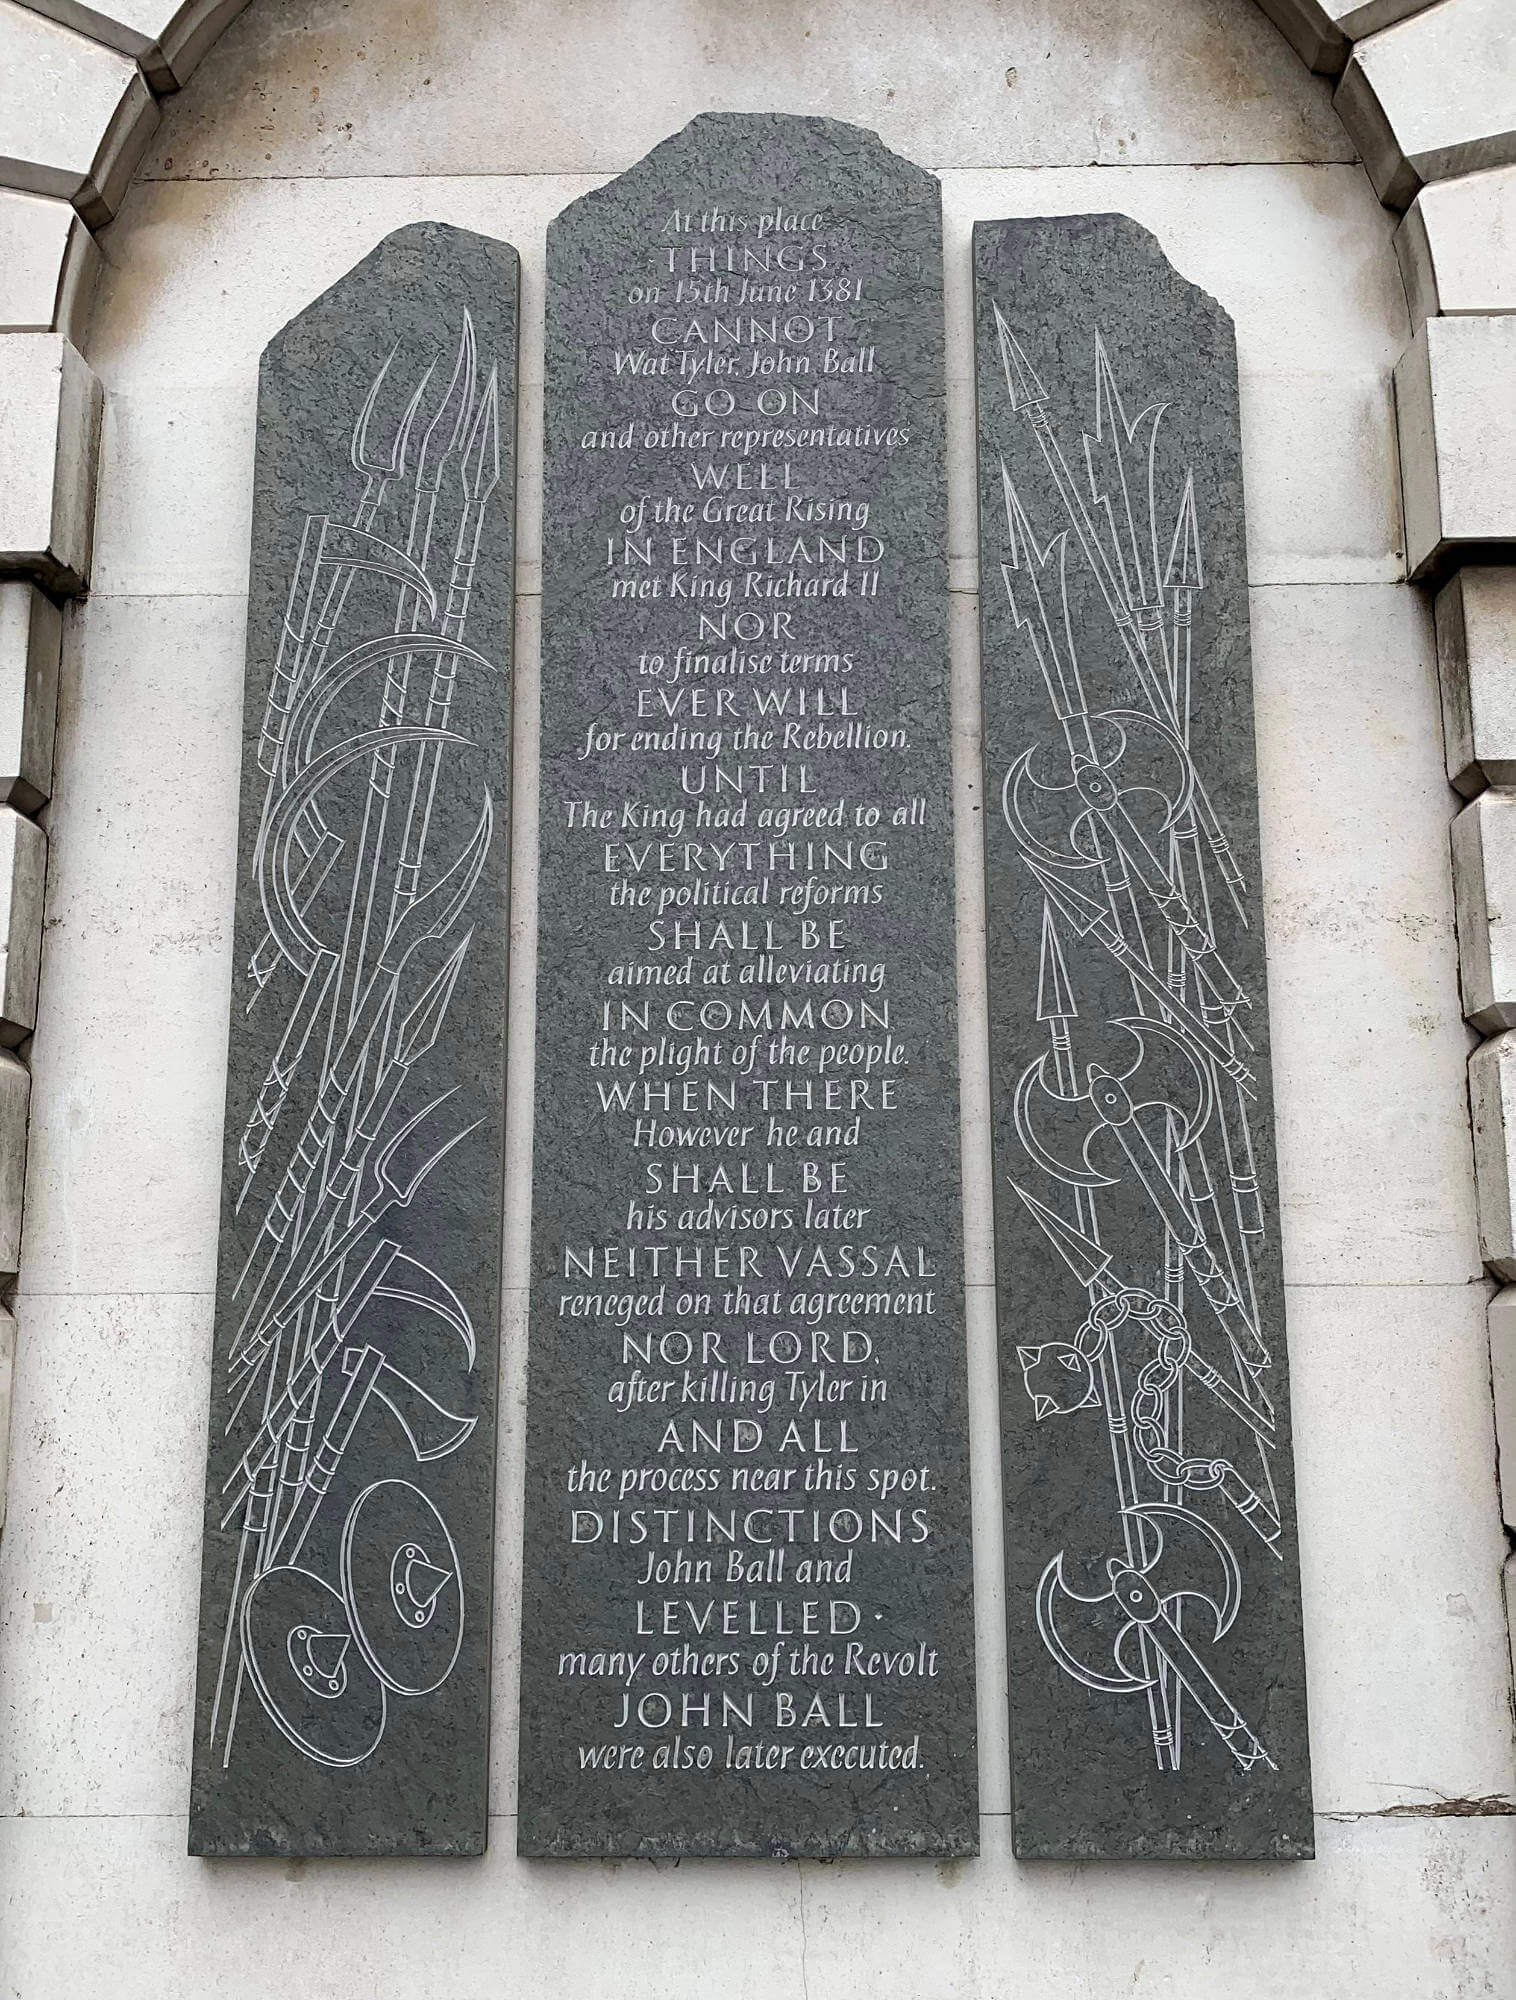 At this place
THINGS
on 15th June 1381
CANNOT
Wat Tyler, John Ball
GO ON
and other representatives
WELL
of the Great Rising
IN ENGLAND
met King Richard II
NOR
to finalise terms
EVER WILL
for ending the Rebellion.
UNTIL
The King had agreed to all
EVERYTHING
the political reforms
SHALL BE
aimed at alleviating
IN COMMON
the plight of the people.
WHEN THERE
However he and
SHALL BE
his advisors later
NEITHER VASSAL
reneged on that agreement
NOR LORD,
after killing Tyler in
AND ALL
the process near this spot.
DISTINCTIONS
John Ball and
LEVELLED ·
many others of the Revolt
JOHN BALL
were also later executed.